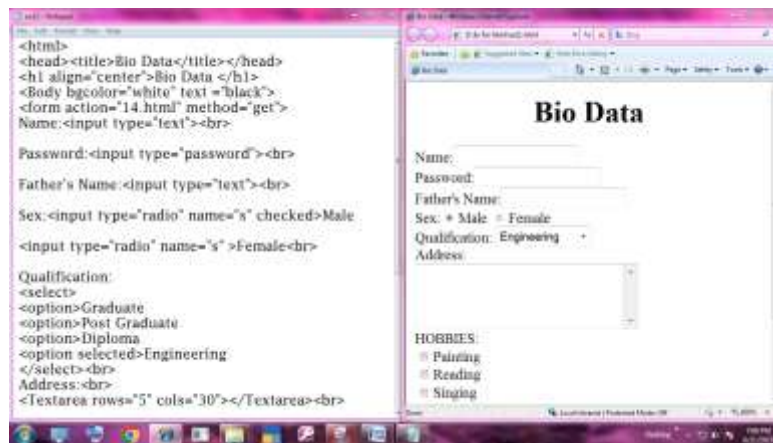 <html>
<head><title>Bio Data</title></head>
<h1 align="center">Bio Data </h1>
<Body bgcolor="white" text ="black">
<form action="14.html" method="get">
Name:<input type="text"><br>
Password:<input type="password"><br>
Father's Name:<input type="text"><br>
Sex:<input type="radio" name="s" checked>Male
<input type="radio" name="s" >Female<br>
Qualification:
<select>
<option>Graduate
<option>Post Graduate
<option>Diploma
<option selected>Engineering
</select><br>
Address:<br>
<Textarea rows="5" cols="30"></Textarea><br>
Bio Data
Name:
Password:
Father's Name:
Sex: Male Female
Qualification: Engineering
Address:
HOBBIES:
Painting
Reading
Singing